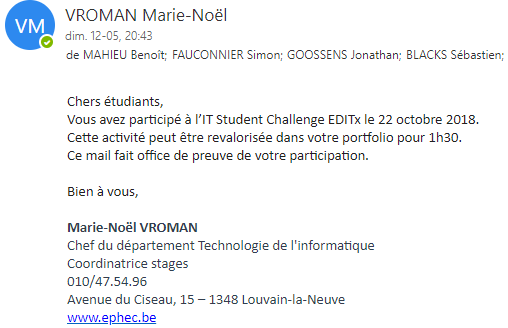 VM
VROMAN Marie-Noël
dim. 12-05, 20:43
de MAHIEU Benoît; FAUCONNIER Simon; GOOSSENS Jonathan; BLACKS Sébastien;
Chers étudiants,
Vous avez participé à l'IT Student Challenge EDITx le 22 octobre 2018.
Cette activité peut être revalorisée dans votre portfolio pour 1h30.
Ce mail fait office de preuve de votre participation.
Bien à vous,
Marie-Noël VROMAN
Chef du département Technologie de l'informatique
Coordinatrice stages
010/47.54.96
Avenue du Ciseau, 15 – 1348 Louvain-la-Neuve
www.ephec.be